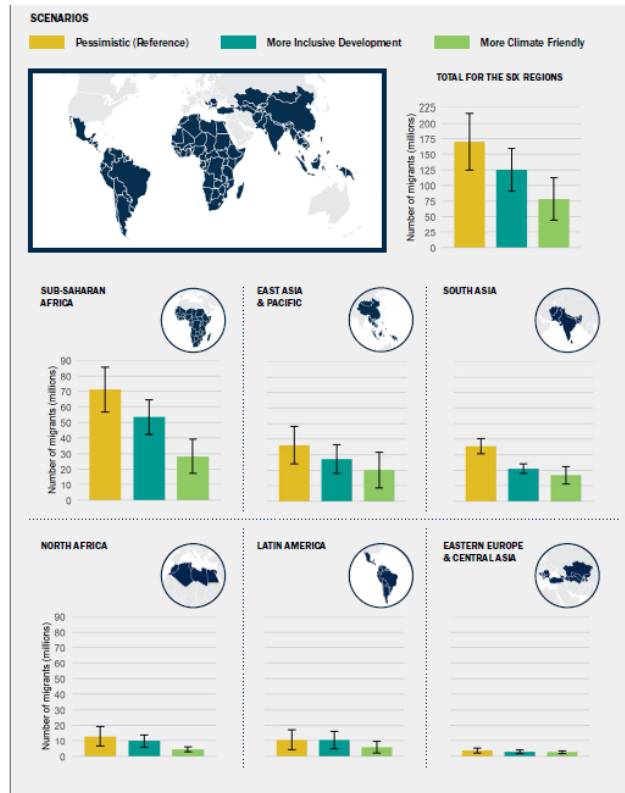 SCENARIOS
Pessimistic (Reference)
More Inclusive Development
More Climate Friendly
TOTAL FOR THE SIX REGIONS
Number of migrants (millions)
225
200
175
150
125
100
75
50
25
0
SUB-SAHARAN
AFRICA
Number of migrants (millions)
90
80
70
60
50
40
30
20
10
0
EAST ASIA
& PACIFIC
SOUTH ASIA
NORTH AFRICA
Number of migrants (millions)
90
80
70
60
50
40
30
20
10
0
LATIN AMERICA
EASTERN EUROPE
& CENTRAL ASIA